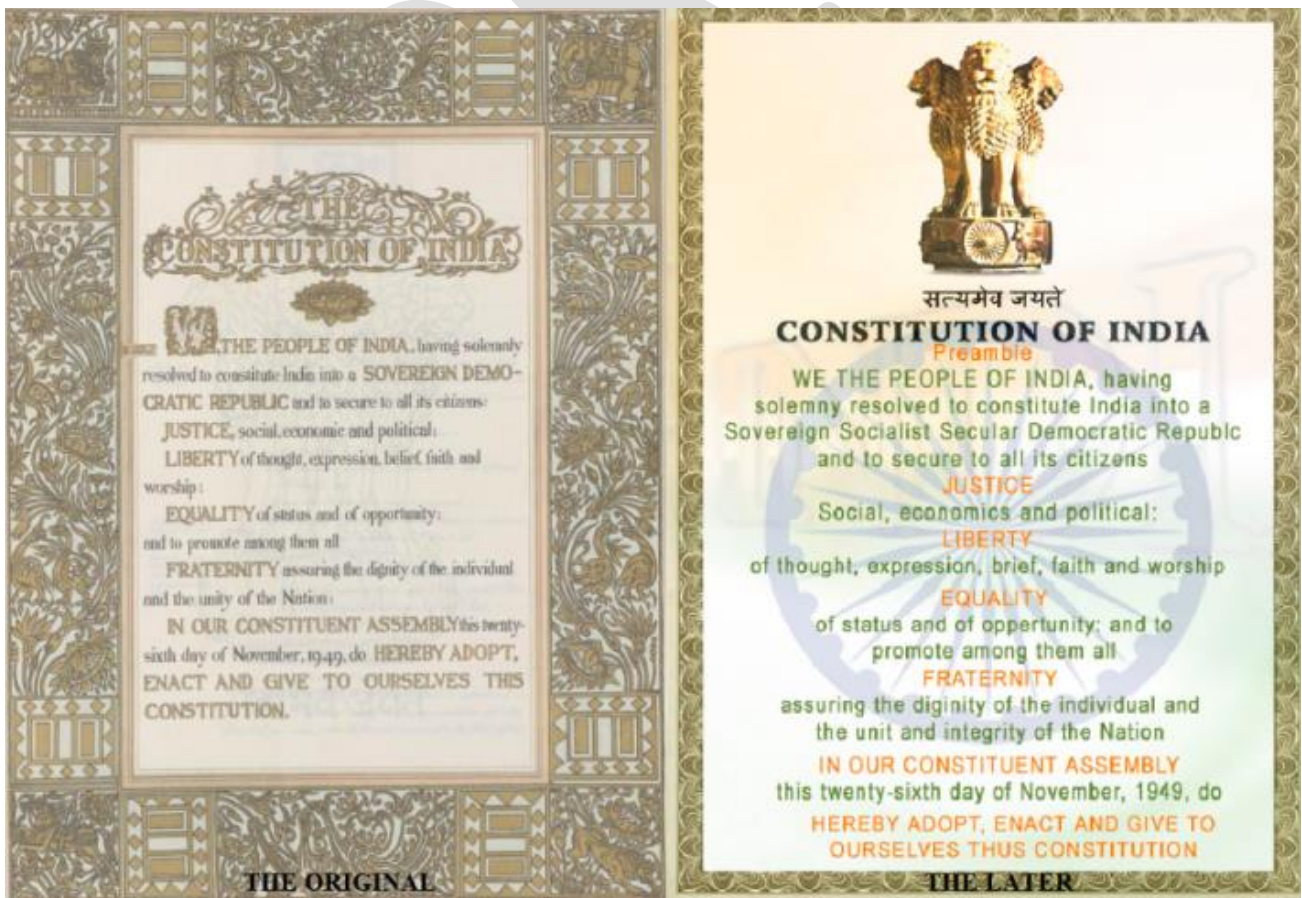 THE
CONSTITUTION OF INDIA
WE, THE PEOPLE OF INDIA, having solemnly
resolved to constitute India into a SOVEREIGN DEMO-
CRATIC REPUBLIC and to secure to all its citizens:
JUSTICE, social, economic and political;
LIBERTY of thought, expression, belief, faith and
worship;
EQUALITY of status and of opportunity;
and to promote among them all
FRATERNITY assuring the dignity of the individual
and the unity of the Nation;
IN OUR CONSTITUENT ASSEMBLY this twenty-
sixth day of November, 1949, do HEREBY ADOPT,
ENACT AND GIVE TO OURSELVES THIS
CONSTITUTION.
THE ORIGINAL
सत्यमेव जयते
CONSTITUTION OF INDIA
Preamble
WE THE PEOPLE OF INDIA, having
solemny resolved to constitute India into a
Sovereign Socialist Secular Democratic Republc
and to secure to all its citizens
JUSTICE
Social, economics and political:
LIBERTY
of thought, expression, brief, faith and worship
EQUALITY
of status and of oppertunity; and to
promote among them all
FRATERNITY
assuring the diginity of the individual and
the unit and integrity of the Nation
IN OUR CONSTITUENT ASSEMBLY
this twenty-sixth day of November, 1949, do
HEREBY ADOPT, ENACT AND GIVE TO
OURSELVES THUS CONSTITUTION
THE LATER